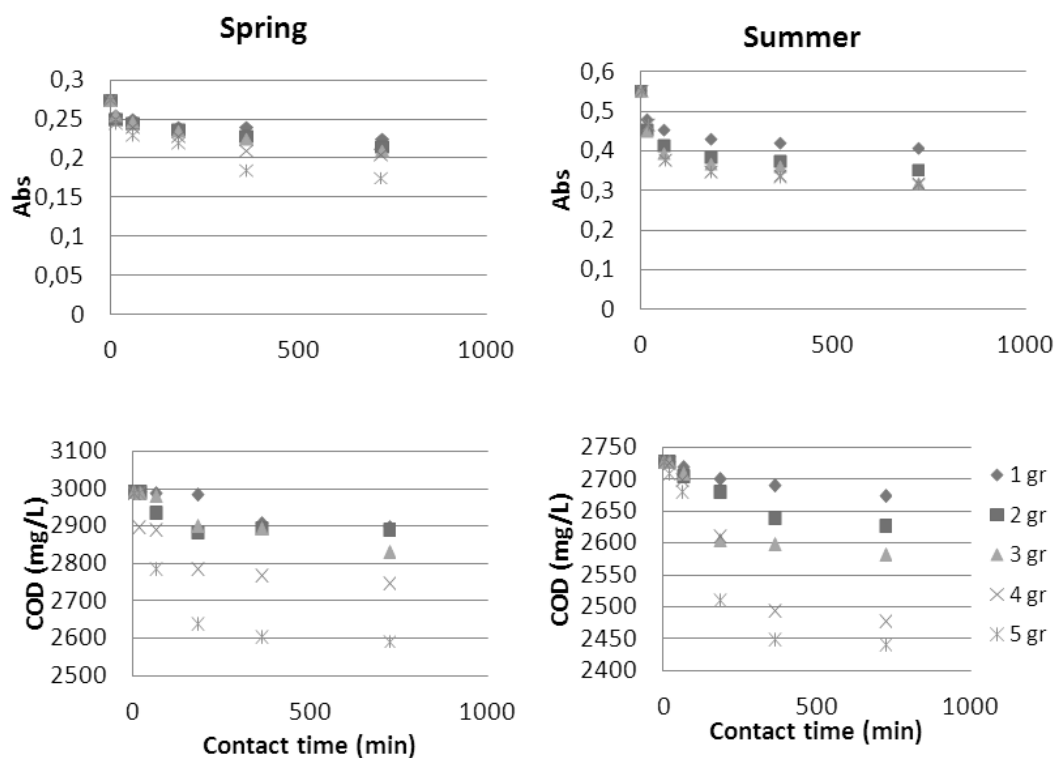 Spring
0,3
0,25
0,2
0,15
0,1
0,05
0
Abs
0 500 1000
Summer
0,6
0,5
0,4
0,3
0,2
0,1
0
Abs
0 500 1000
3100
3000
2900
2800
2700
2600
2500
COD (mg/L)
0 500 1000
Contact time (min)
2750
2700
2650
2600
2550
2500
2450
2400
COD (mg/L)
0 500 1000
Contact time (min)
1 gr
2 gr
3 gr
4 gr
5 gr